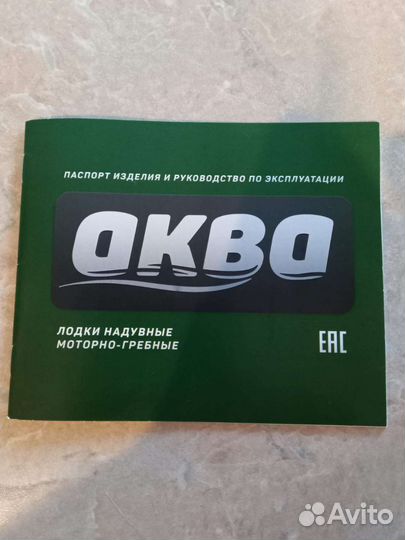 ПАСПОРТ ИЗДЕЛИЯ И РУКОВОДСТВО ПО ЭКСПЛУАТАЦИИ
аква
ЛОДКИ НАДУВНЫЕ
МОТОРНО-ГРЕБНЫЕ
ЕАС
Avito